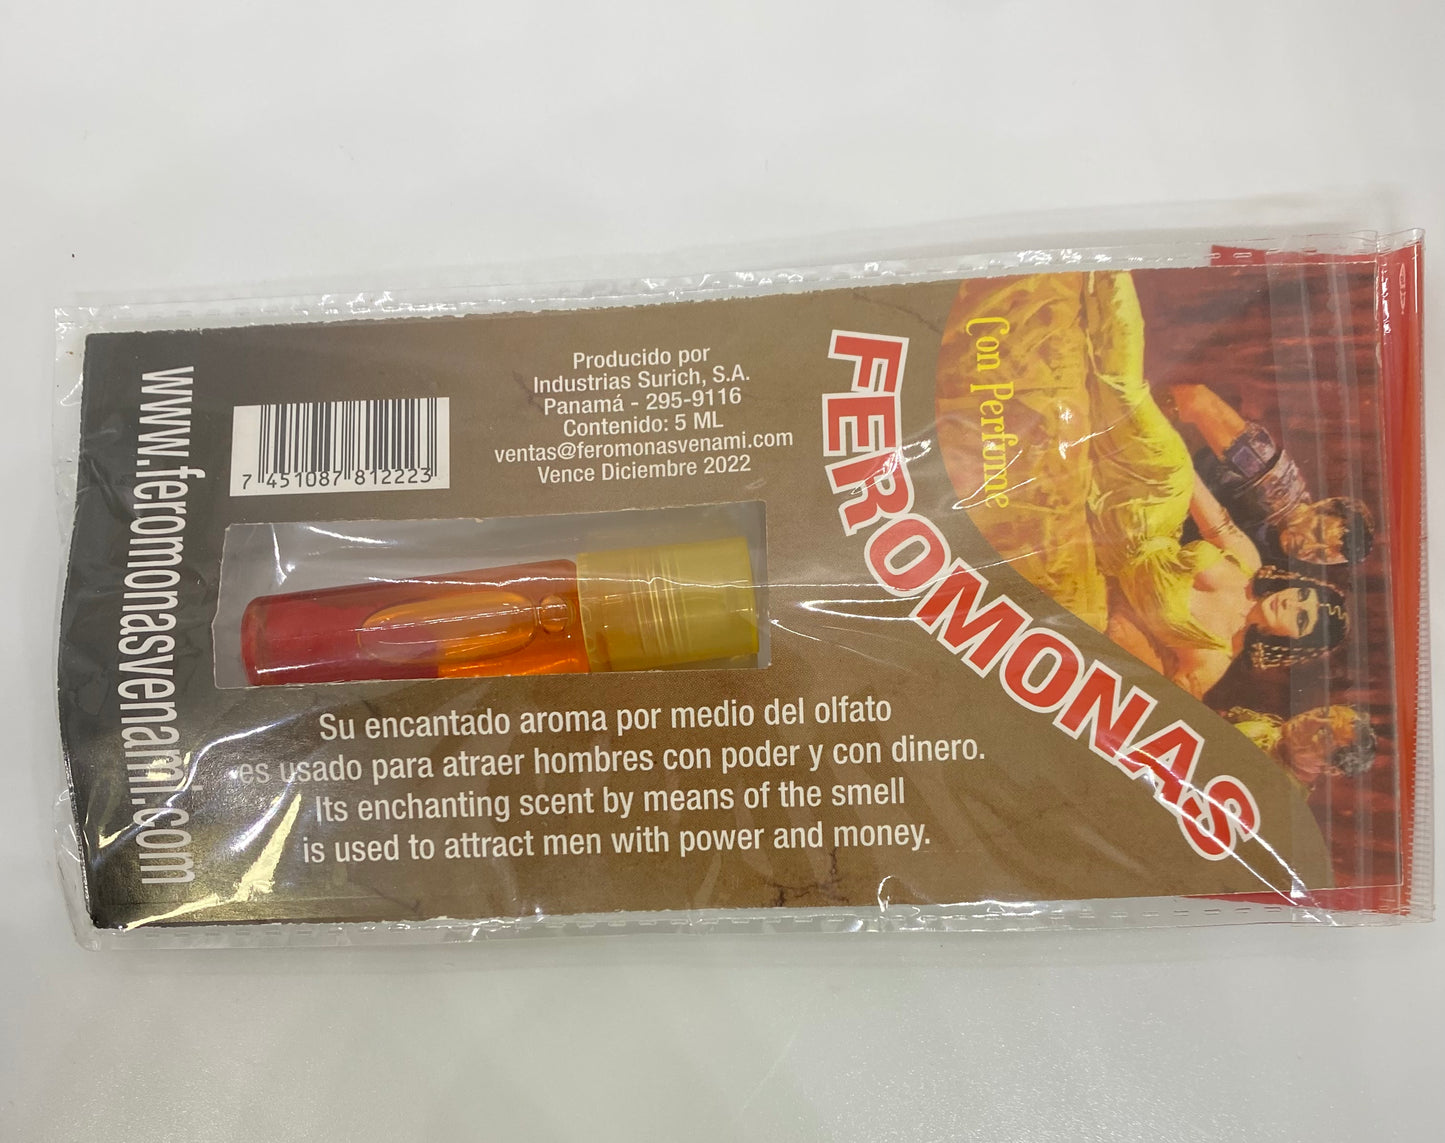 Con Perfume
FEROMONAS
Producido por
Industrias Surich, S.A.
Panamá - 295-9116
Contenido: 5 ML
ventas@feromonasvenami.com
Vence Diciembre 2022
7 451087 812223
Su encantado aroma por medio del olfato
es usado para atraer hombres con poder y con dinero.
Its enchanting scent by means of the smell
is used to attract men with power and money.
www.feromonasvenami.com